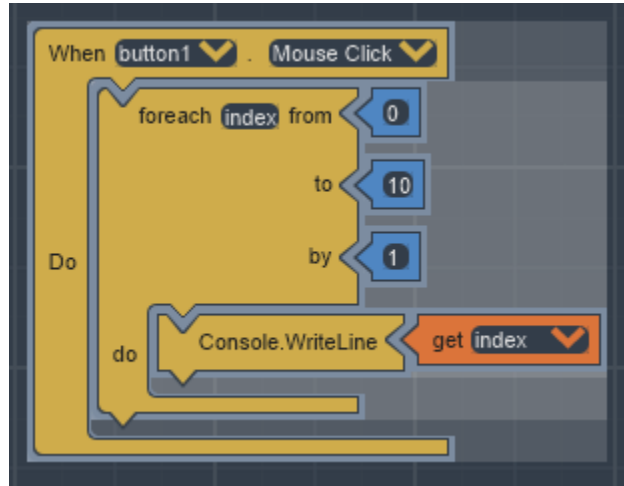 When button1 . Mouse Click
foreach index from 0
to 10
by 1
Do
do
Console.WriteLine get index